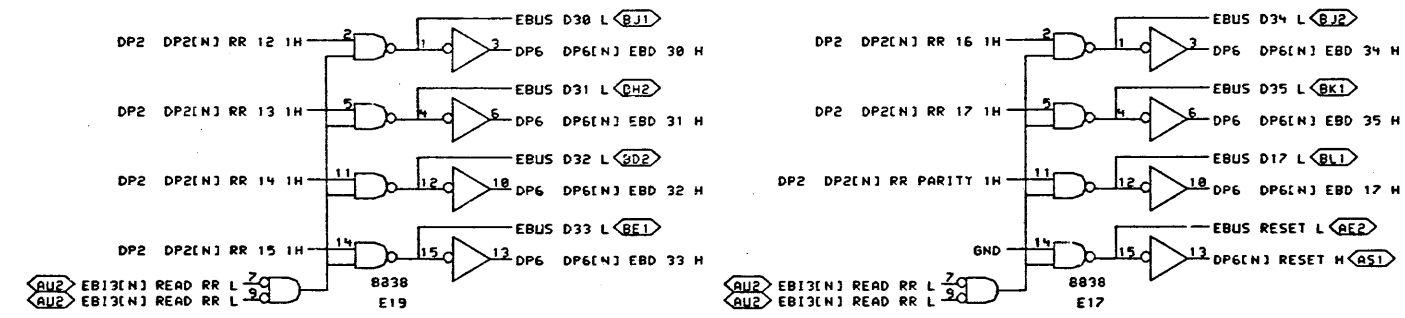 EBUS D30 L BJ1
DP2 DP2[N] RR 12 1H 2 1 3 DP6 DP6[N] EBD 30 H
EBUS D31 L BH2
DP2 DP2[N] RR 13 1H 5 4 6 DP6 DP6[N] EBD 31 H
EBUS D32 L BD2
DP2 DP2[N] RR 14 1H 11 12 10 DP6 DP6[N] EBD 32 H
EBUS D33 L BE1
DP2 DP2[N] RR 15 1H 14 15 13 DP6 DP6[N] EBD 33 H
AU2 EBI3[N] READ RR L 7 8838
AU2 EBI3[N] READ RR L 9 E19
EBUS D34 L BJ2
DP2 DP2[N] RR 16 1H 2 1 3 DP6 DP6[N] EBD 34 H
EBUS D35 L BK1
DP2 DP2[N] RR 17 1H 5 4 6 DP6 DP6[N] EBD 35 H
EBUS D17 L BL1
DP2 DP2[N] RR PARITY 1H 11 12 10 DP6 DP6[N] EBD 17 H
EBUS RESET L AE2
GND 14 15 13 DP6[N] RESET H AS1
AU2 EBI3[N] READ RR L 7 8838
AU2 EBI3[N] READ RR L 9 E17